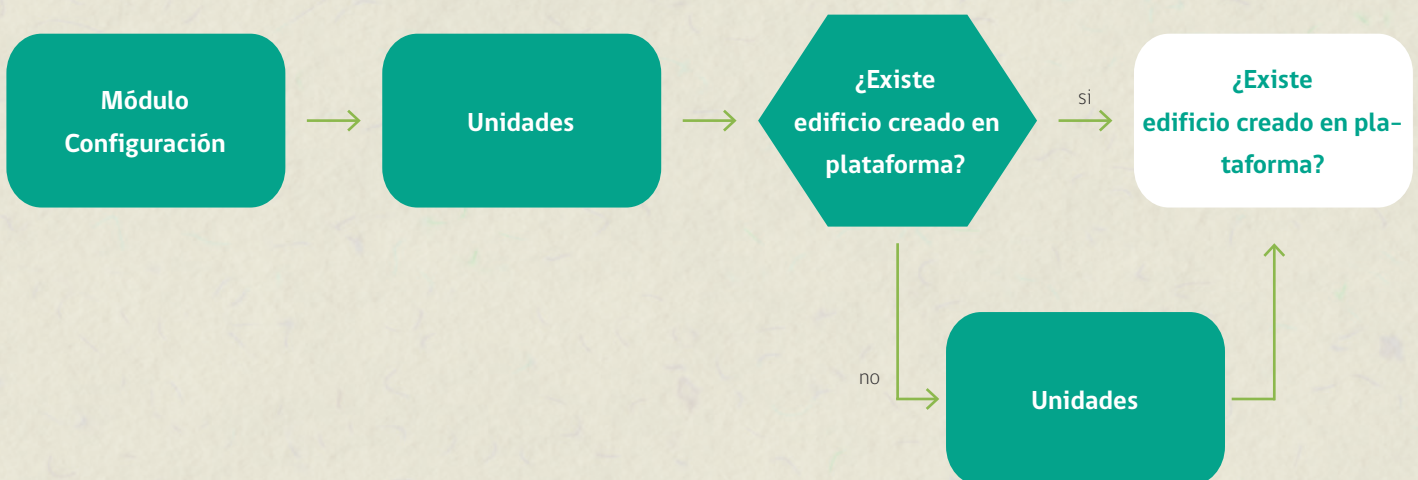 Módulo
Configuración
Unidades
¿Existe
edificio creado en
plataforma?
si
¿Existe
edificio creado en pla-
taforma?
no
Unidades